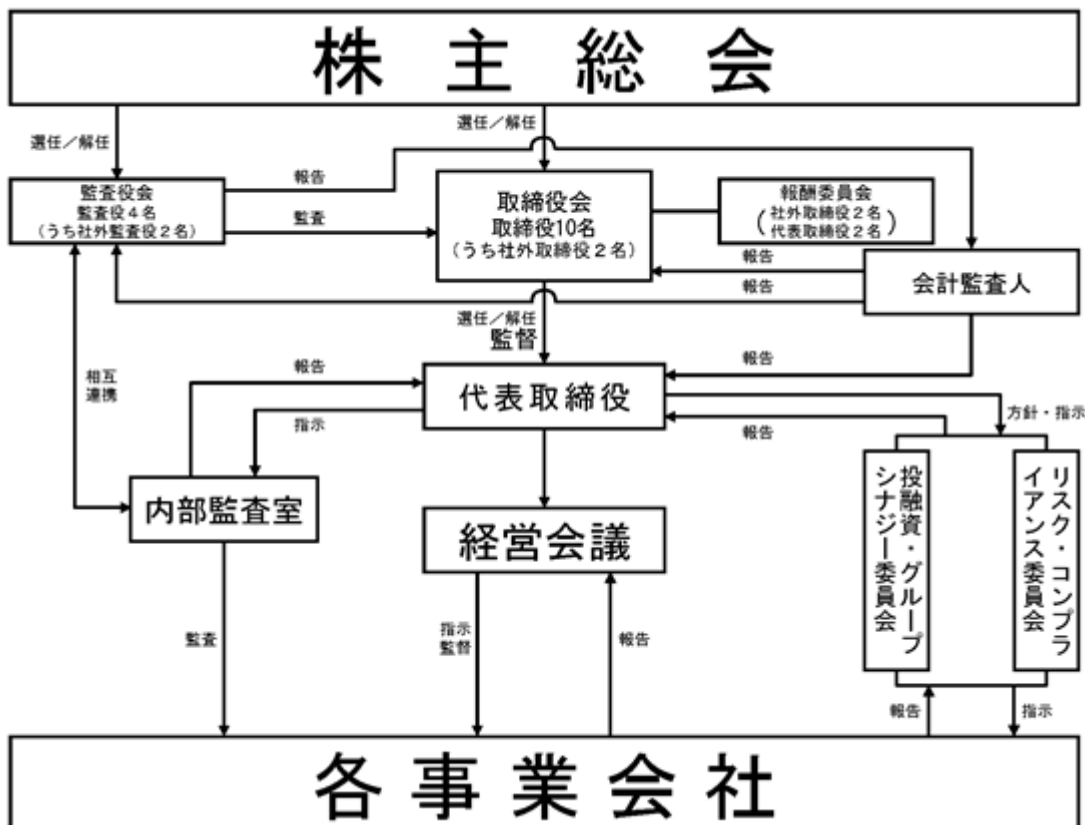 株主総会
選任／解任
選任／解任
監査役会
監査役４名
（うち社外監査役２名）
報告
監査
取締役会
取締役10名
（うち社外取締役２名）
報酬委員会
（社外取締役２名
代表取締役２名）
報告
報告
会計監査人
選任／解任
監督
相互
連携
報告
指示
代表取締役
報告
報告
方針・指示
内部監査室
経営会議
投融資・グループ
シナジー委員会
リスク・コンプラ
イアンス委員会
監査
指示
監督
報告
報告
指示
各事業会社